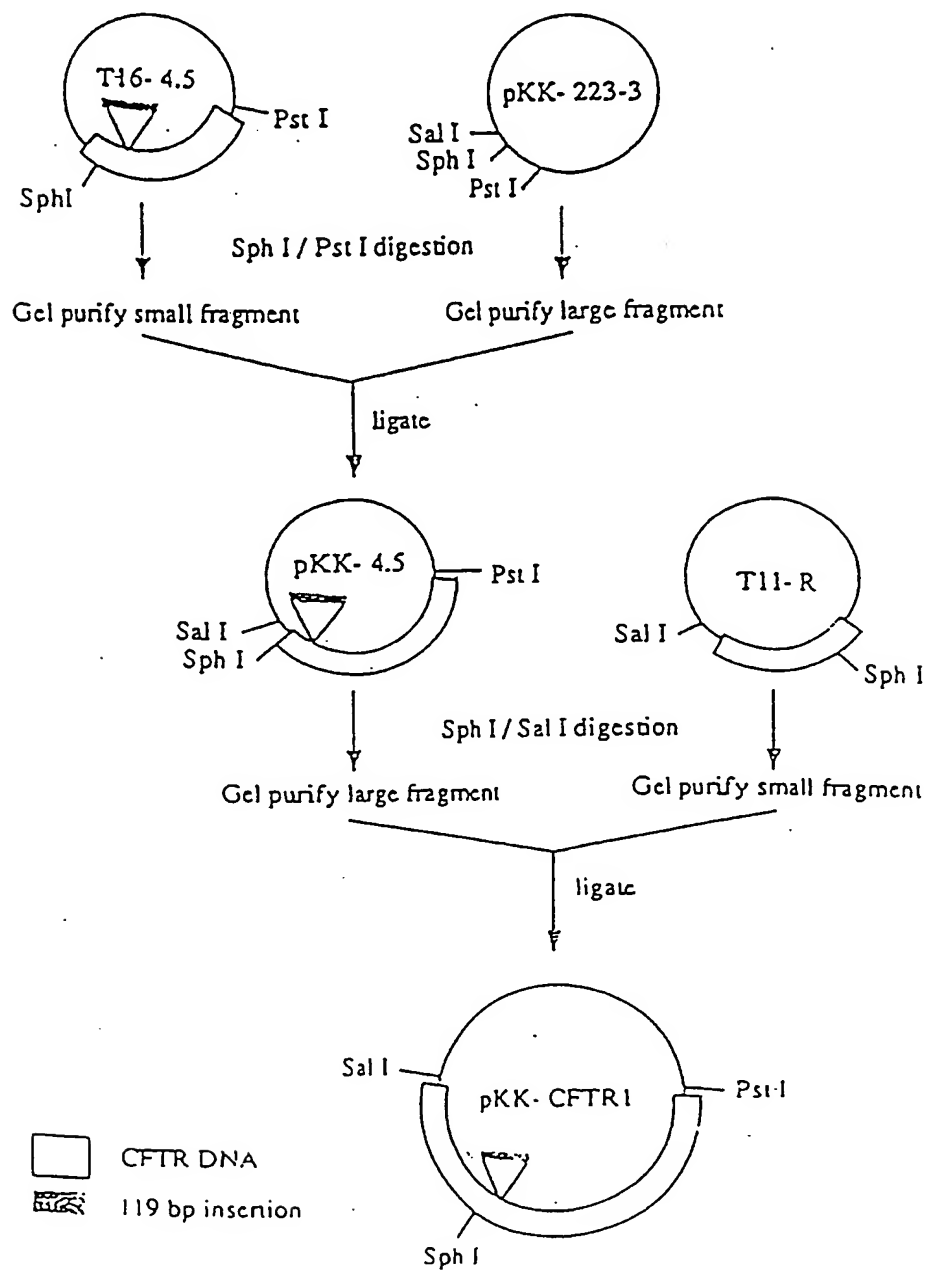 T16-4.5
pKK-223-3
Pst I
Sal I
Sph I
Pst I
SphI
Sph I / Pst I digestion
Gel purify small fragment
Gel purify large fragment
ligate
pKK-4.5
Pst I
T11-R
Sal I
Sph I
Sal I
Sph I
Sph I / Sal I digestion
Gel purify large fragment
Gel purify small fragment
ligate
Sal I
pKK-CFTR1
Pst I
CFTR DNA
119 bp insertion
Sph I